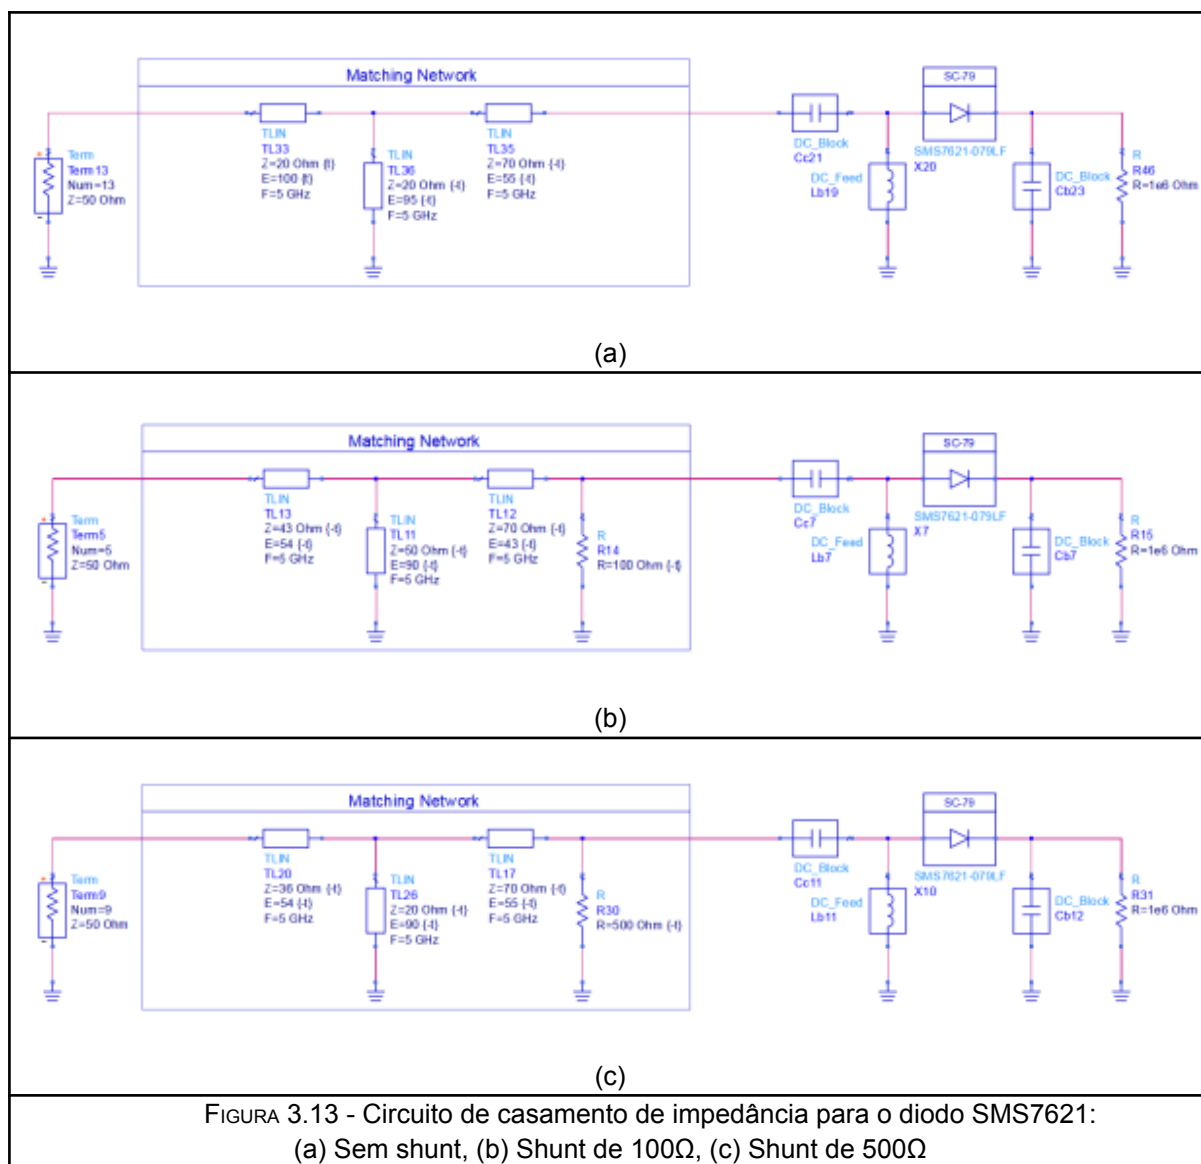 Matching Network
SC-79
TLIN
TL33
Z=20 Ohm {t}
E=100 {t}
F=5 GHz
TLIN
TL35
Z=70 Ohm {-t}
E=55 {-t}
F=5 GHz
TLIN
TL36
Z=20 Ohm {-t}
E=95 {-t}
F=5 GHz
Term
Term13
Num=13
Z=50 Ohm
DC_Block
Cc21
DC_Feed
Lb19
SMS7621-079LF
X20
DC_Block
Cb23
R
R46
R=1e6 Ohm
(a)
Matching Network
SC-79
TLIN
TL13
Z=43 Ohm {-t}
E=54 {-t}
F=5 GHz
TLIN
TL11
Z=50 Ohm {-t}
E=90 {-t}
F=5 GHz
TLIN
TL12
Z=70 Ohm {-t}
E=43 {-t}
F=5 GHz
R
R14
R=100 Ohm {-t}
Term
Term5
Num=5
Z=50 Ohm
DC_Block
Cc7
DC_Feed
Lb7
SMS7621-079LF
X7
DC_Block
Cb7
R
R15
R=1e6 Ohm
(b)
Matching Network
SC-79
TLIN
TL20
Z=36 Ohm {-t}
E=54 {-t}
F=5 GHz
TLIN
TL26
Z=20 Ohm {-t}
E=90 {-t}
F=5 GHz
TLIN
TL17
Z=70 Ohm {-t}
E=55 {-t}
F=5 GHz
R
R30
R=500 Ohm {-t}
Term
Term9
Num=9
Z=50 Ohm
DC_Block
Cc11
DC_Feed
Lb11
SMS7621-079LF
X10
DC_Block
Cb12
R
R31
R=1e6 Ohm
(c)
FIGURA 3.13 - Circuito de casamento de impedância para o diodo SMS7621:
(a) Sem shunt, (b) Shunt de 100Ω, (c) Shunt de 500Ω